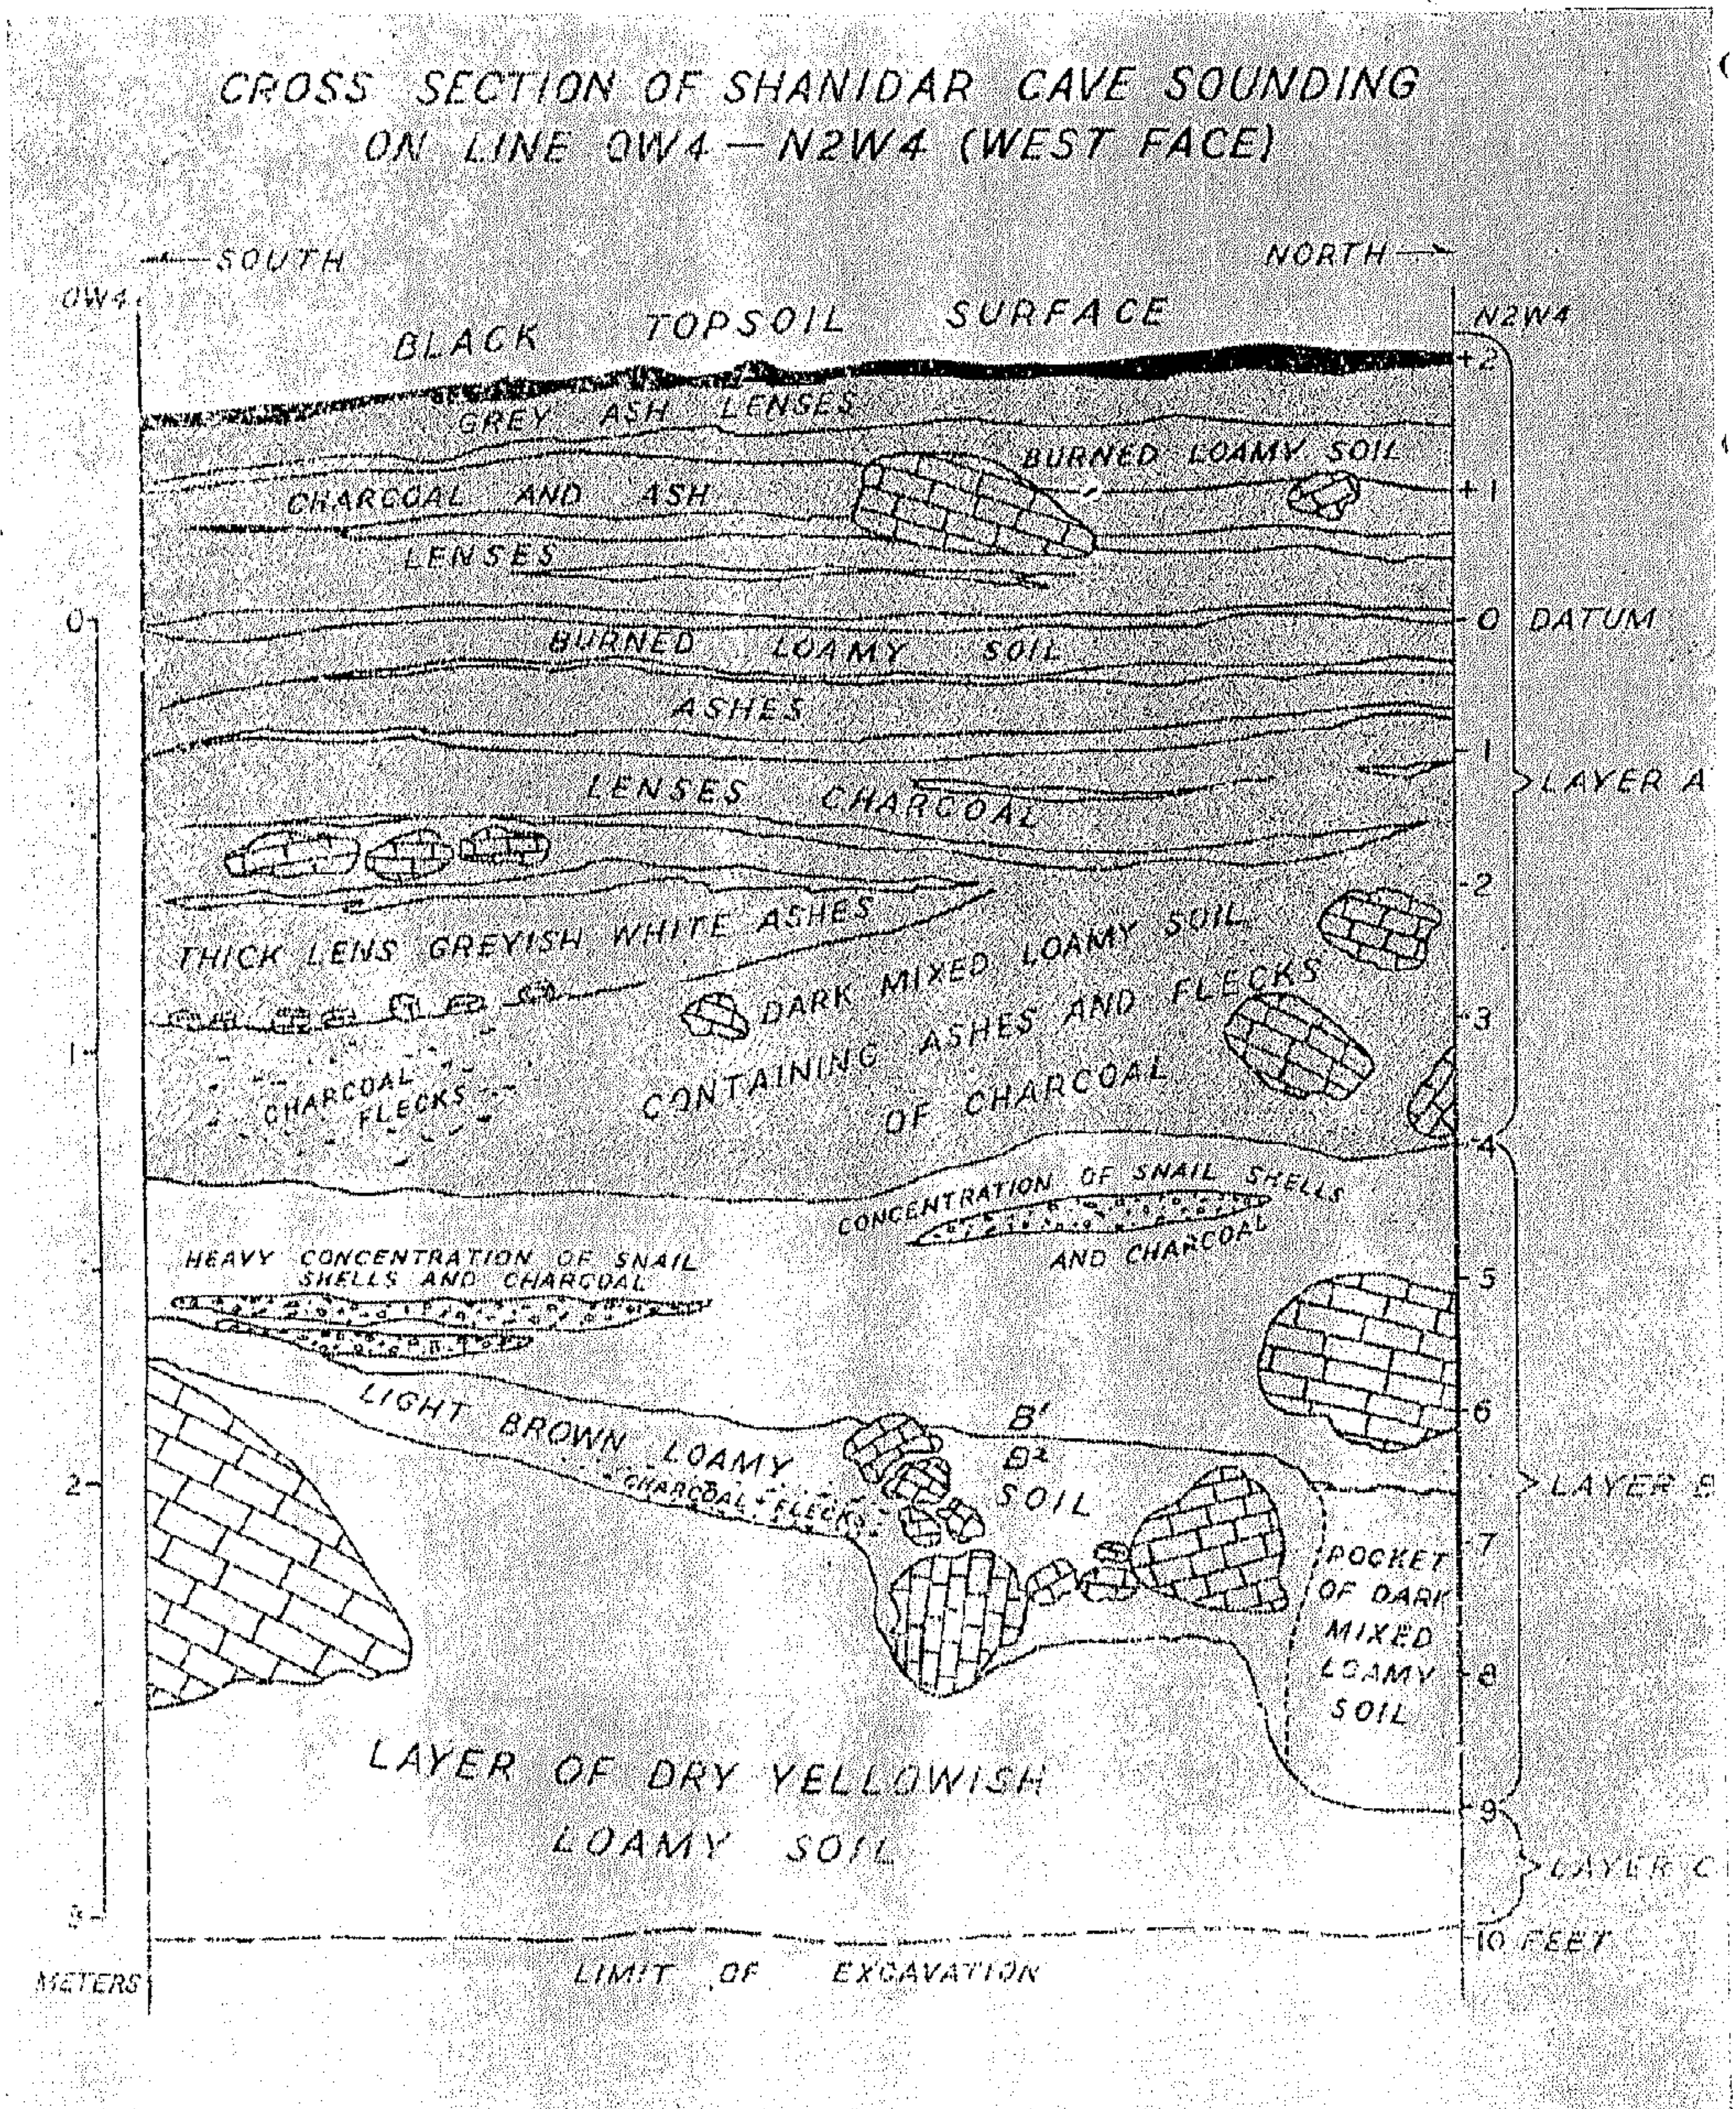 CROSS SECTION OF SHANIDAR CAVE SOUNDING
ON LINE 0W4 — N2W4 (WEST FACE)
SOUTH
NORTH
0W4
N2W4
BLACK TOPSOIL SURFACE
+2
GREY ASH LENSES
BURNED LOAMY SOIL
+1
CHARCOAL AND ASH
LENSES
0
0 DATUM
BURNED LOAMY SOIL
ASHES
1
LAYER A
LENSES CHARCOAL
2
THICK LENS GREYISH WHITE ASHES
DARK MIXED LOAMY SOIL
CONTAINING ASHES AND FLECKS
OF CHARCOAL
3
1
CHARCOAL
FLECKS
4
CONCENTRATION OF SNAIL SHELLS
AND CHARCOAL
HEAVY CONCENTRATION OF SNAIL
SHELLS AND CHARCOAL
5
LIGHT BROWN LOAMY
B'
B2
SOIL
6
CHARCOAL FLECKS
2
LAYER B
7
POCKET
OF DARK
MIXED
LOAMY
SOIL
8
LAYER OF DRY YELLOWISH
LOAMY SOIL
9
LAYER C
3
10 FEET
METERS
LIMIT OF EXCAVATION